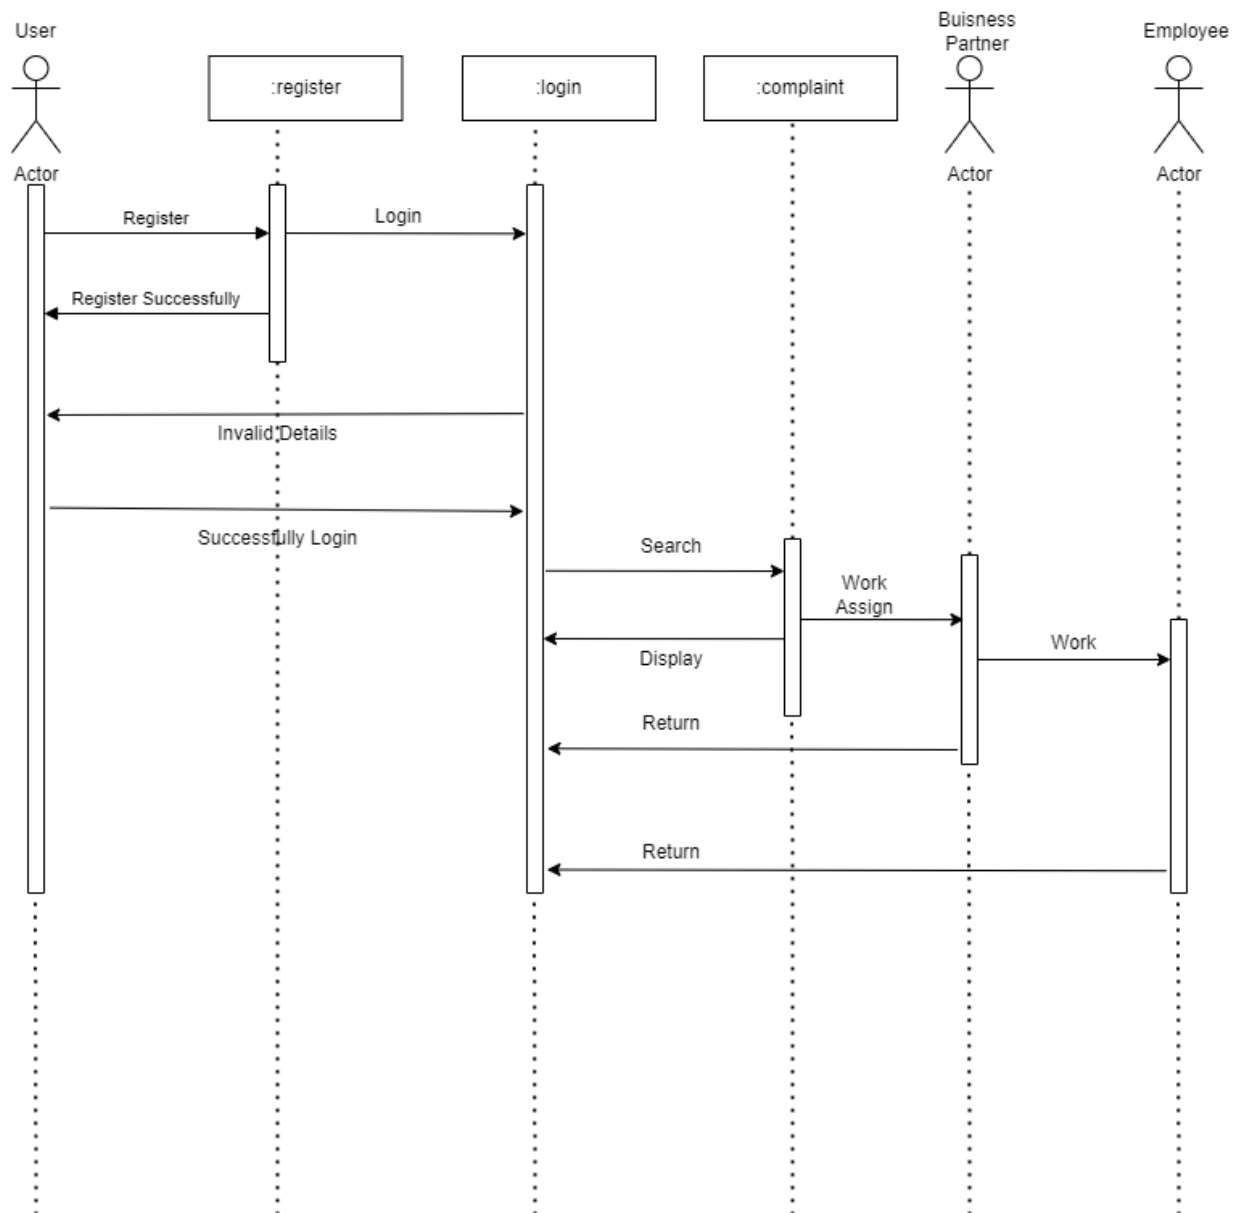 User
Buisness
Partner
Employee
:register
:login
:complaint
Actor
Actor
Actor
Register
Login
Register Successfully
Invalid Details
Successfully Login
Search
Work
Assign
Display
Work
Return
Return